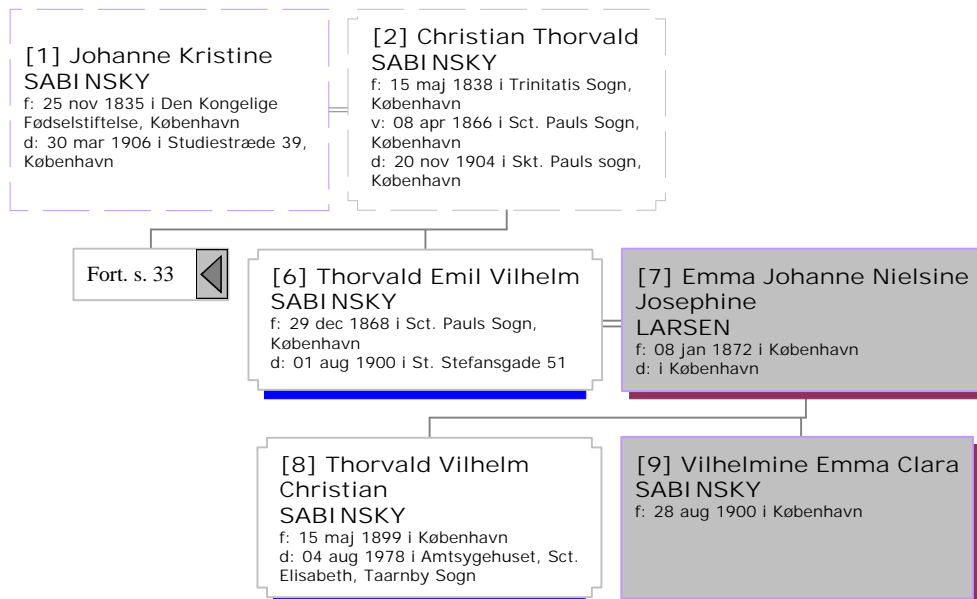 [1] Johanne Kristine
SABINSKY
f: 25 nov 1835 i Den Kongelige
Fødselstiftelse, København
d: 30 mar 1906 i Studiestræde 39,
København
[2] Christian Thorvald
SABINSKY
f: 15 maj 1838 i Trinitatis Sogn,
København
v: 08 apr 1866 i Sct. Pauls Sogn,
København
d: 20 nov 1904 i Skt. Pauls sogn,
København
Fort. s. 33
[6] Thorvald Emil Vilhelm
SABINSKY
f: 29 dec 1868 i Sct. Pauls Sogn,
København
d: 01 aug 1900 i St. Stefansgade 51
[7] Emma Johanne Nielsine
Josephine
LARSEN
f: 08 jan 1872 i København
d: i København
[8] Thorvald Vilhelm
Christian
SABINSKY
f: 15 maj 1899 i København
d: 04 aug 1978 i Amtsygehuset, Sct.
Elisabeth, Taarnby Sogn
[9] Vilhelmine Emma Clara
SABINSKY
f: 28 aug 1900 i København